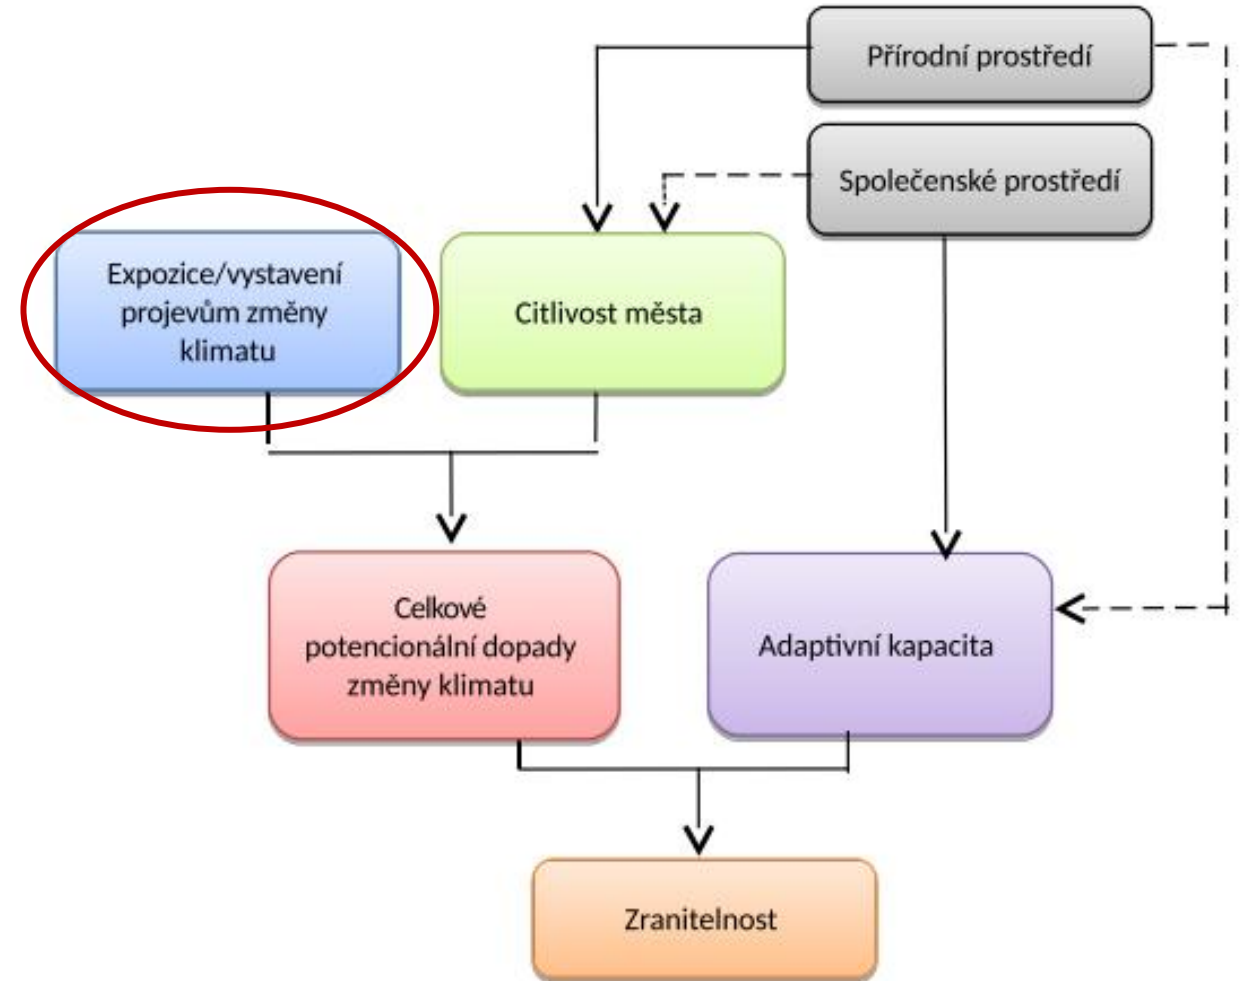 Přírodní prostředí
Společenské prostředí
Expozice/vystavení
projevům změny
klimatu
Citlivost města
Celkové
potencionální dopady
změny klimatu
Adaptivní kapacita
Zranitelnost